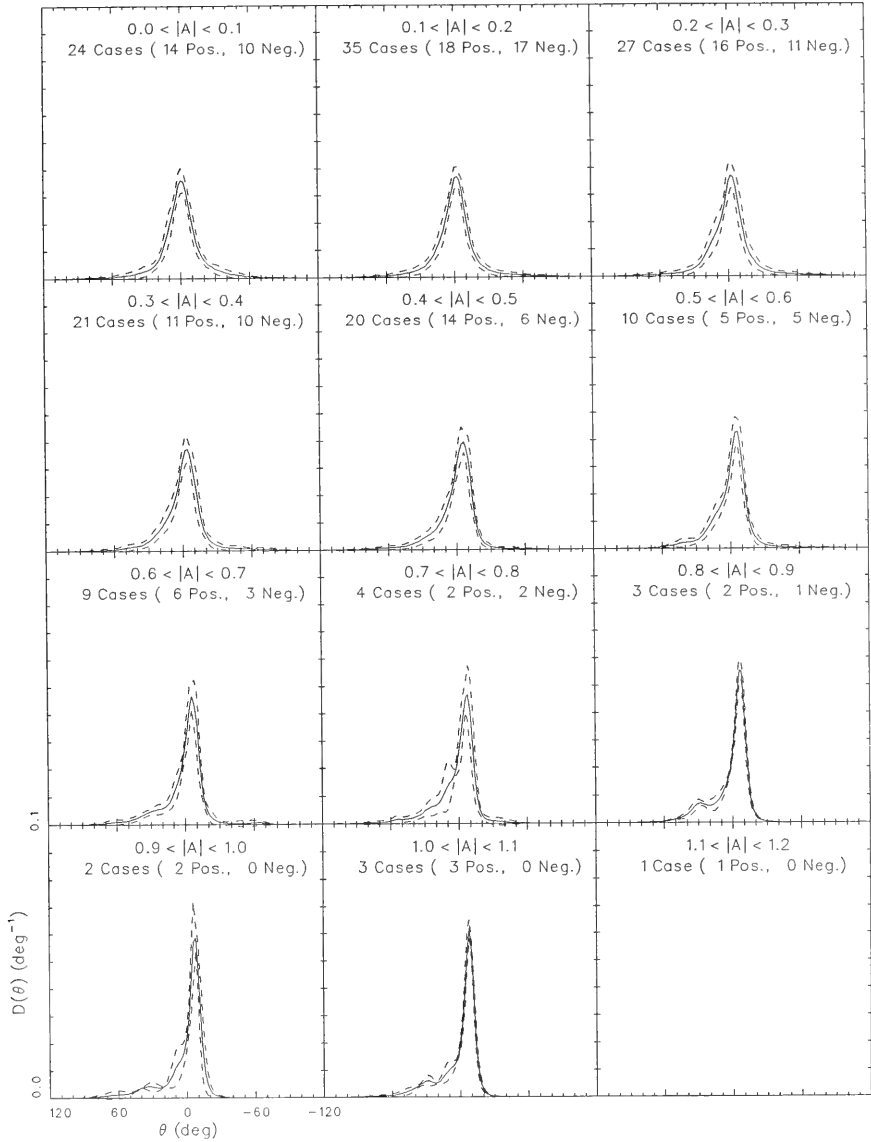 0.0 < |A| < 0.1
24 Cases ( 14 Pos., 10 Neg.)
0.1 < |A| < 0.2
35 Cases ( 18 Pos., 17 Neg.)
0.2 < |A| < 0.3
27 Cases ( 16 Pos., 11 Neg.)
0.3 < |A| < 0.4
21 Cases ( 11 Pos., 10 Neg.)
0.4 < |A| < 0.5
20 Cases ( 14 Pos., 6 Neg.)
0.5 < |A| < 0.6
10 Cases ( 5 Pos., 5 Neg.)
0.6 < |A| < 0.7
9 Cases ( 6 Pos., 3 Neg.)
0.7 < |A| < 0.8
4 Cases ( 2 Pos., 2 Neg.)
0.8 < |A| < 0.9
3 Cases ( 2 Pos., 1 Neg.)
0.9 < |A| < 1.0
2 Cases ( 2 Pos., 0 Neg.)
1.0 < |A| < 1.1
3 Cases ( 3 Pos., 0 Neg.)
1.1 < |A| < 1.2
1 Case ( 1 Pos., 0 Neg.)
0.1
D(θ) (deg⁻¹)
0.0
120 60 0 -60 -120
θ (deg)